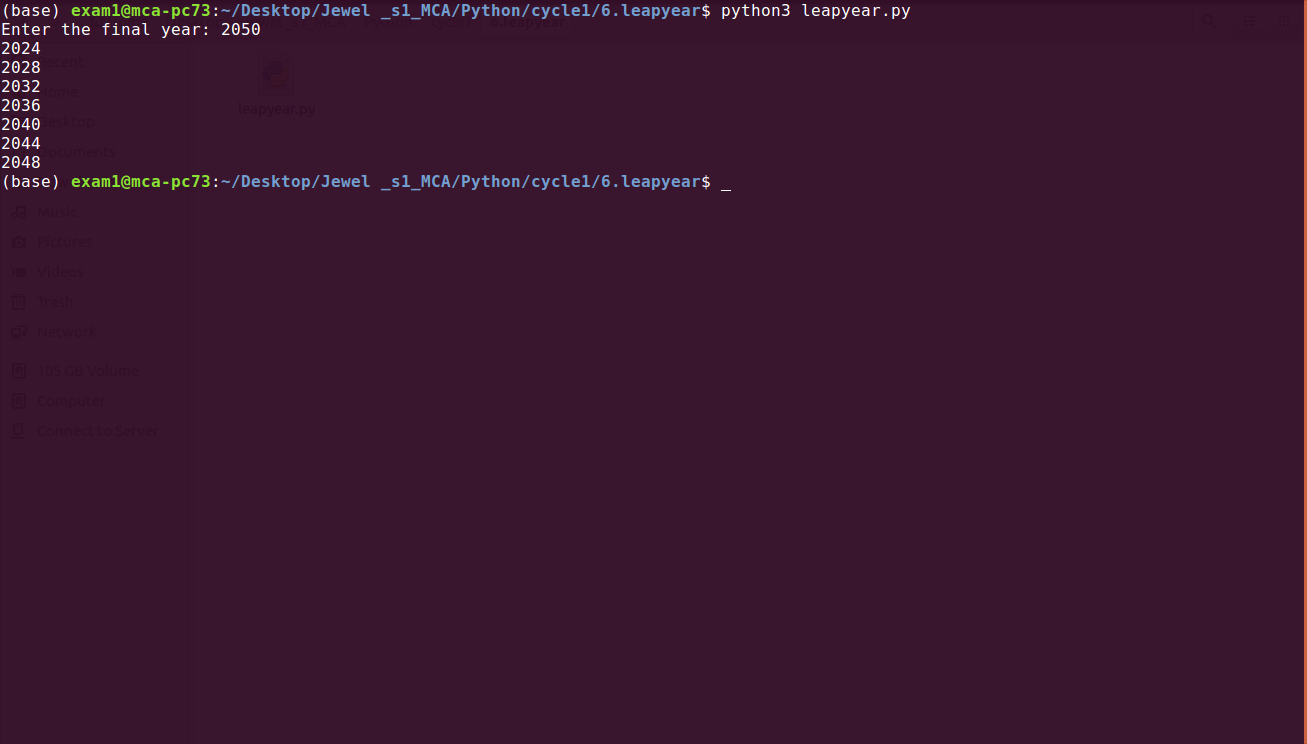 (base) exam1@mca-pc73:~/Desktop/Jewel _s1_MCA/Python/cycle1/6.leapyear$ python3 leapyear.py
Enter the final year: 2050
2024
2028
2032
2036
2040
2044
2048
(base) exam1@mca-pc73:~/Desktop/Jewel _s1_MCA/Python/cycle1/6.leapyear$ _
Recent
Home
leapyear.py
Desktop
Documents
Music
Pictures
Videos
Trash
Network
105 GB Volume
Computer
Connect to Server